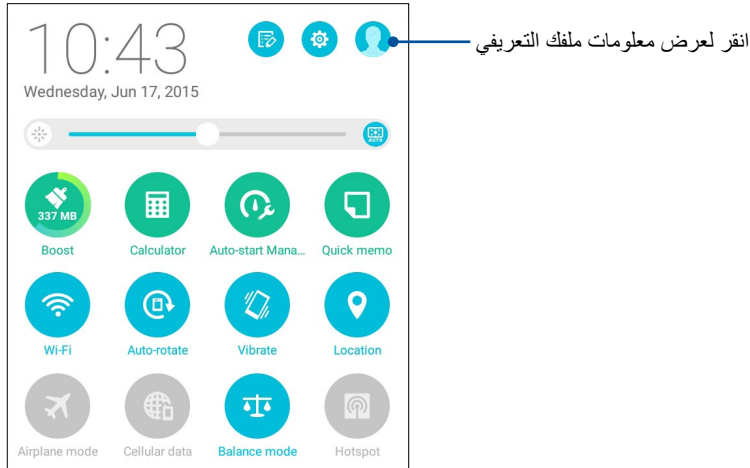 10:43
انقر لعرض معلومات ملفك التعريفي
Wednesday, Jun 17, 2015
AUTO
337 MB
Boost Calculator Auto-start Mana... Quick memo
Wi-Fi Auto-rotate Vibrate Location
Airplane mode Cellular data Balance mode Hotspot